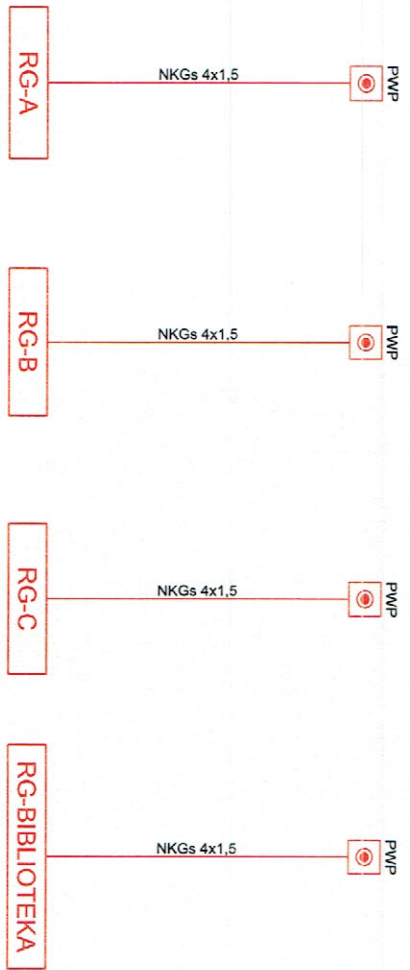 RG-A
NKGs 4x1,5
PWP
RG-B
NKGs 4x1,5
PWP
RG-C
NKGs 4x1,5
PWP
RG-BIBLIOTEKA
NKGs 4x1,5
PWP